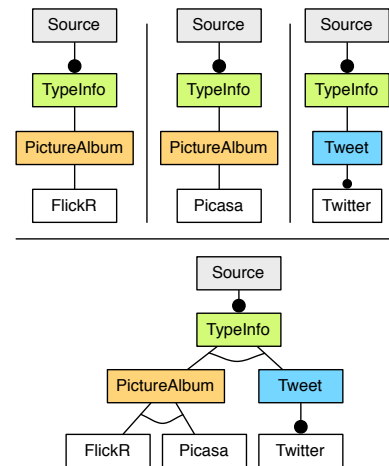 Source Source Source
TypeInfo TypeInfo TypeInfo
PictureAlbum PictureAlbum Tweet
FlickR Picasa Twitter
Source
TypeInfo
PictureAlbum Tweet
FlickR Picasa Twitter